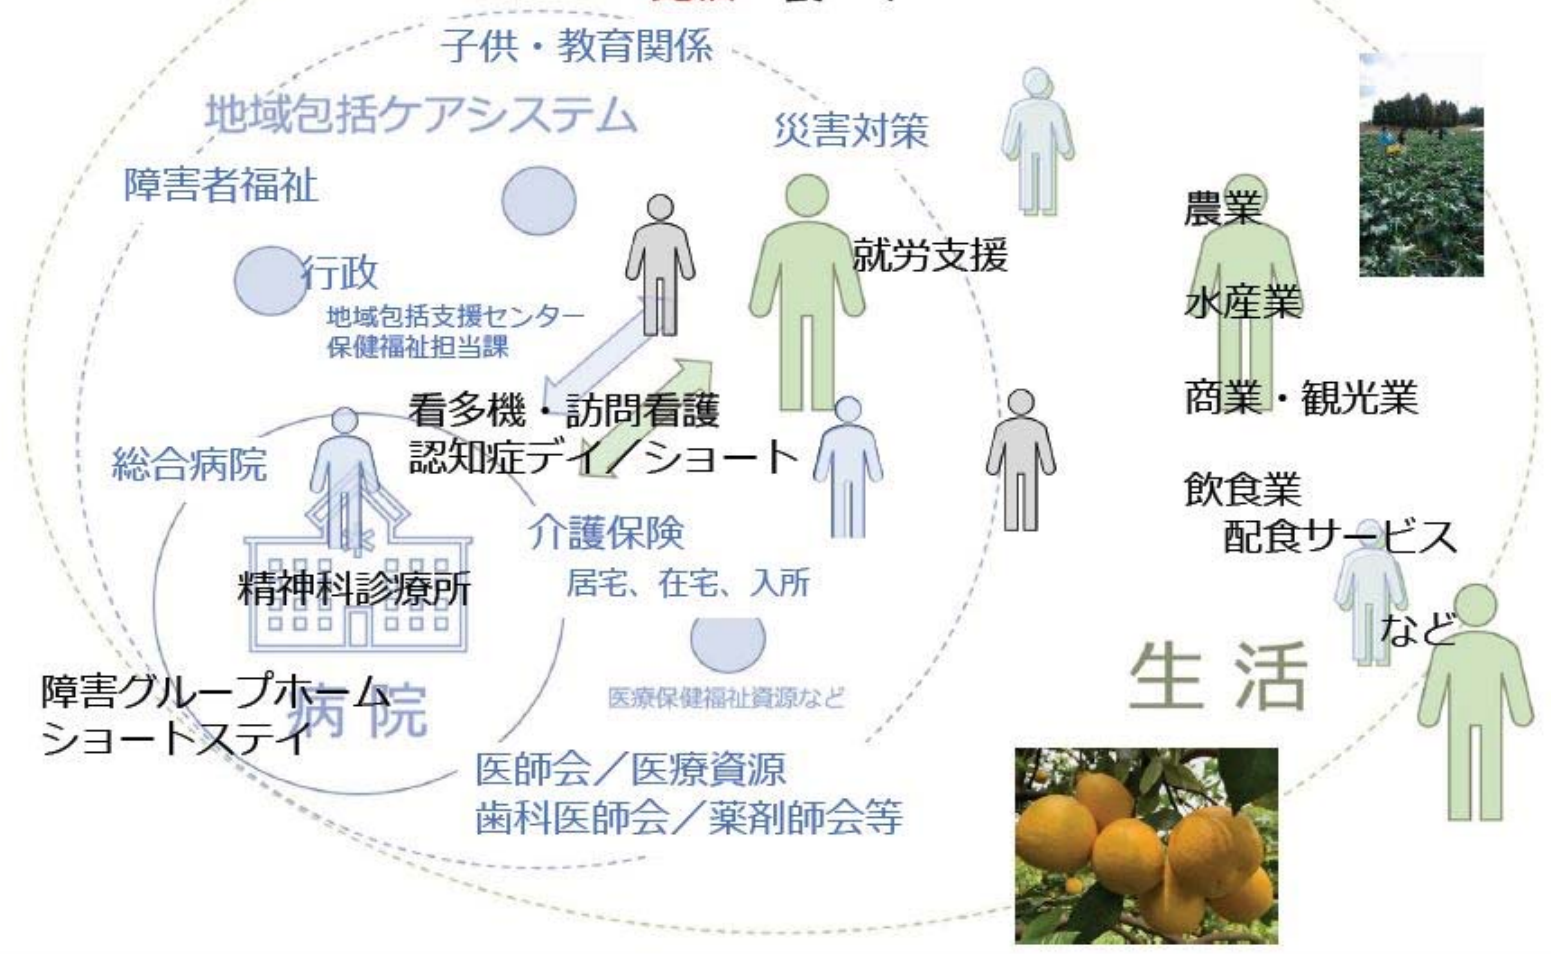 子供・教育関係
地域包括ケアシステム
災害対策
障害者福祉
農業
就労支援
行政
地域包括支援センター
保健福祉担当課
水産業
看多機・訪問看護
認知症デイ／ショート
商業・観光業
総合病院
飲食業
配食サービス
介護保険
居宅、在宅、入所
精神科診療所
など
生活
障害グループホーム
ショートステイ
病院
医療保健福祉資源など
医師会／医療資源
歯科医師会／薬剤師会等